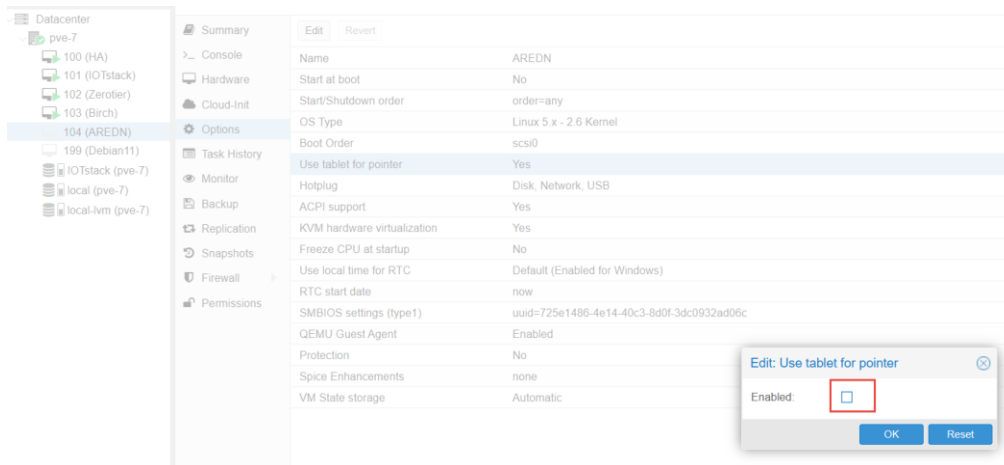 Datacenter
pve-7
100 (HA)
101 (IOTstack)
102 (Zerotier)
103 (Birch)
104 (AREDN)
199 (Debian11)
IOTstack (pve-7)
local (pve-7)
local-lvm (pve-7)
Summary
Console
Hardware
Cloud-Init
Options
Task History
Monitor
Backup
Replication
Snapshots
Firewall
Permissions
Edit Revert
Name AREDN
Start at boot No
Start/Shutdown order order=any
OS Type Linux 5.x - 2.6 Kernel
Boot Order scsi0
Use tablet for pointer Yes
Hotplug Disk, Network, USB
ACPI support Yes
KVM hardware virtualization Yes
Freeze CPU at startup No
Use local time for RTC Default (Enabled for Windows)
RTC start date now
SMBIOS settings (type1) uuid=725e1486-4e14-40c3-8d0f-3dc0932ad06c
QEMU Guest Agent Enabled
Protection No
Spice Enhancements none
VM State storage Automatic
Edit: Use tablet for pointer
Enabled:
OK Reset